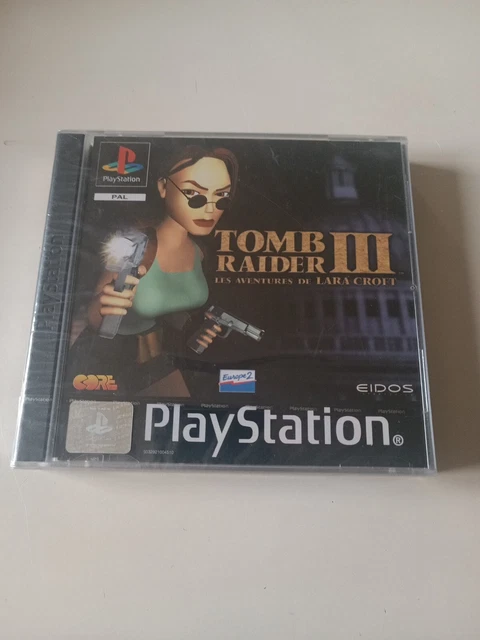 PlayStation
PAL
TOMB
RAIDER III
LES AVENTURES DE LARA CROFT
CORE
Europe 2
EIDOS
PlayStation®
PlayStation